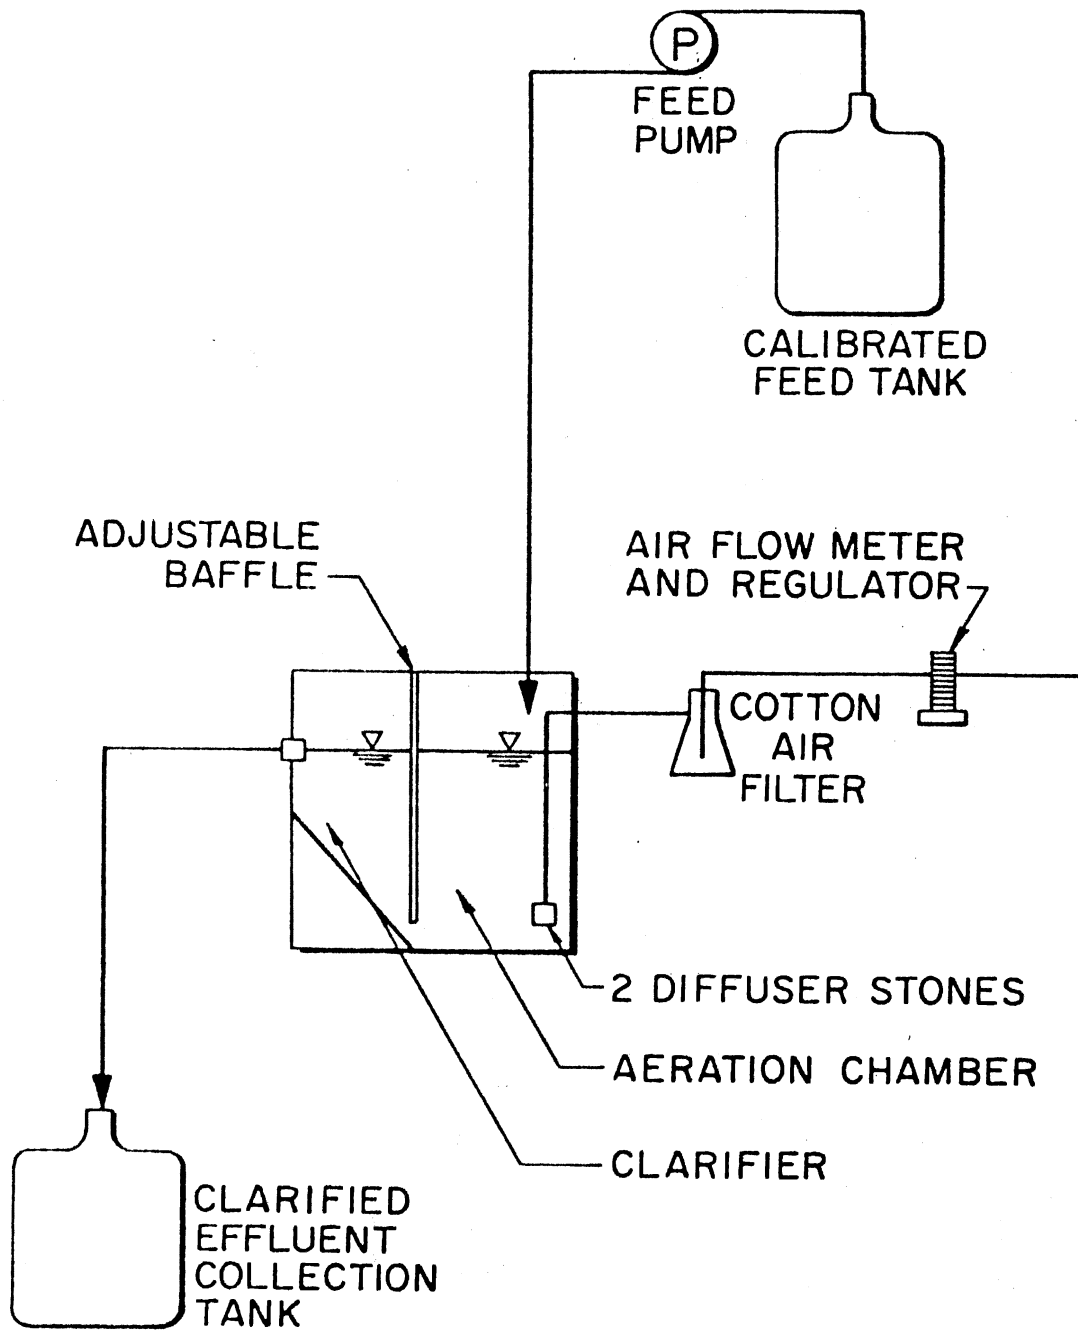 P
FEED
PUMP
CALIBRATED
FEED TANK
ADJUSTABLE
BAFFLE
AIR FLOW METER
AND REGULATOR
COTTON
AIR
FILTER
2 DIFFUSER STONES
AERATION CHAMBER
CLARIFIER
CLARIFIED
EFFLUENT
COLLECTION
TANK